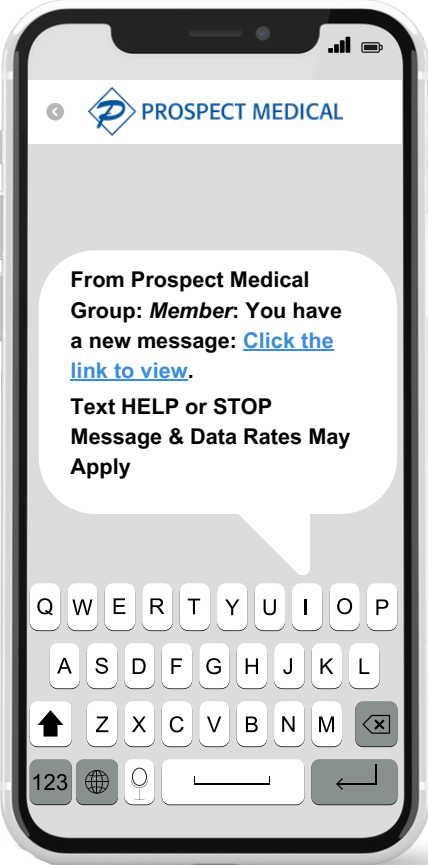 PROSPECT MEDICAL
From Prospect Medical
Group: Member: You have
a new message: Click the
link to view.
Text HELP or STOP
Message & Data Rates May
Apply
Q W E R T Y U I O P
A S D F G H J K L
Z X C V B N M
123